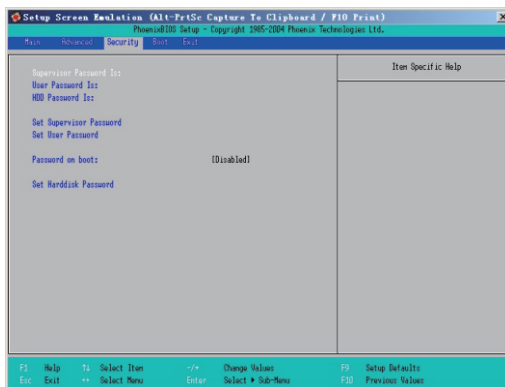 Setup Screen Emulation (Alt-PrtSc Capture To Clipboard / F10 Print)
PhoenixBIOS Setup - Copyright 1985-2004 Phoenix Technologies Ltd.
Main Advanced Security Boot Exit
Item Specific Help
Supervisor Password Is:
User Password Is:
HDD Password Is:
Set Supervisor Password
Set User Password
Password on boot: [Disabled]
Set Harddisk Password
F1 Help ↑↓ Select Item -/+ Change Values F9 Setup Defaults
Esc Exit ↔ Select Menu Enter Select ▶ Sub-Menu F10 Previous Values